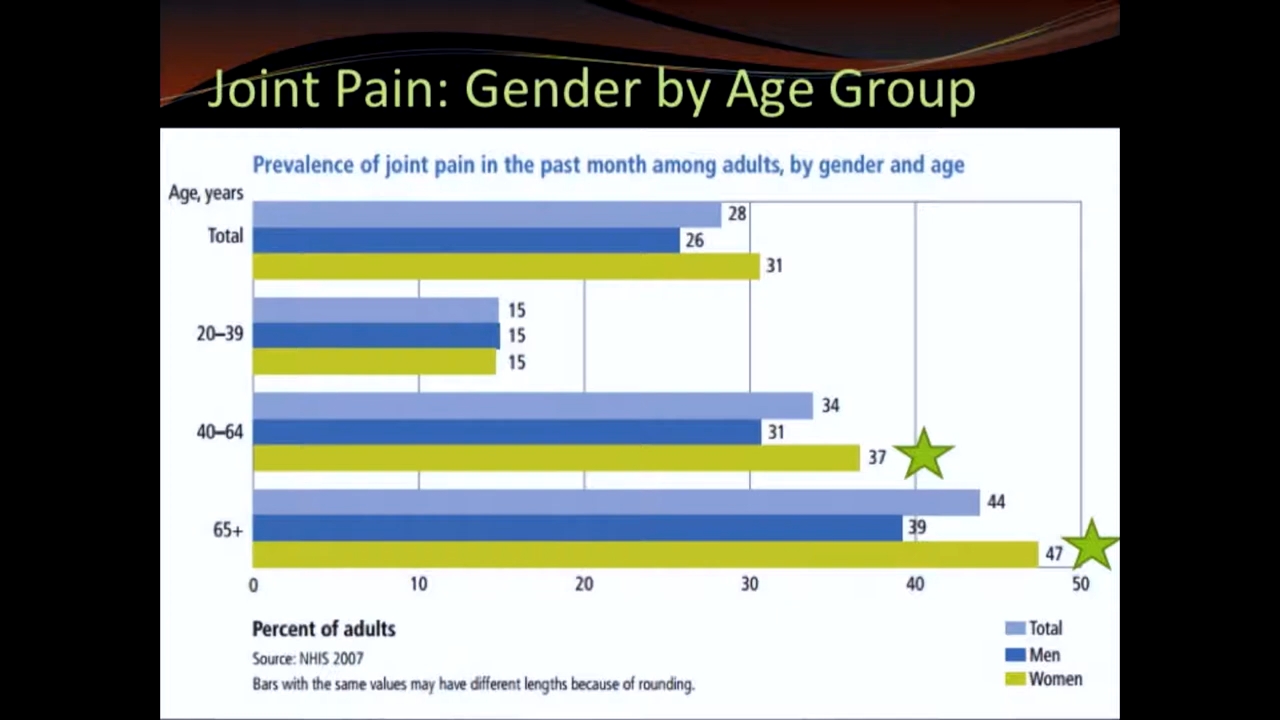 Joint Pain: Gender by Age Group
Prevalence of joint pain in the past month among adults, by gender and age
Age, years
Total
28
26
31
20–39
15
15
15
40–64
34
31
37
65+
44
39
47
0 10 20 30 40 50
Percent of adults
Source: NHIS 2007
Bars with the same values may have different lengths because of rounding.
Total
Men
Women